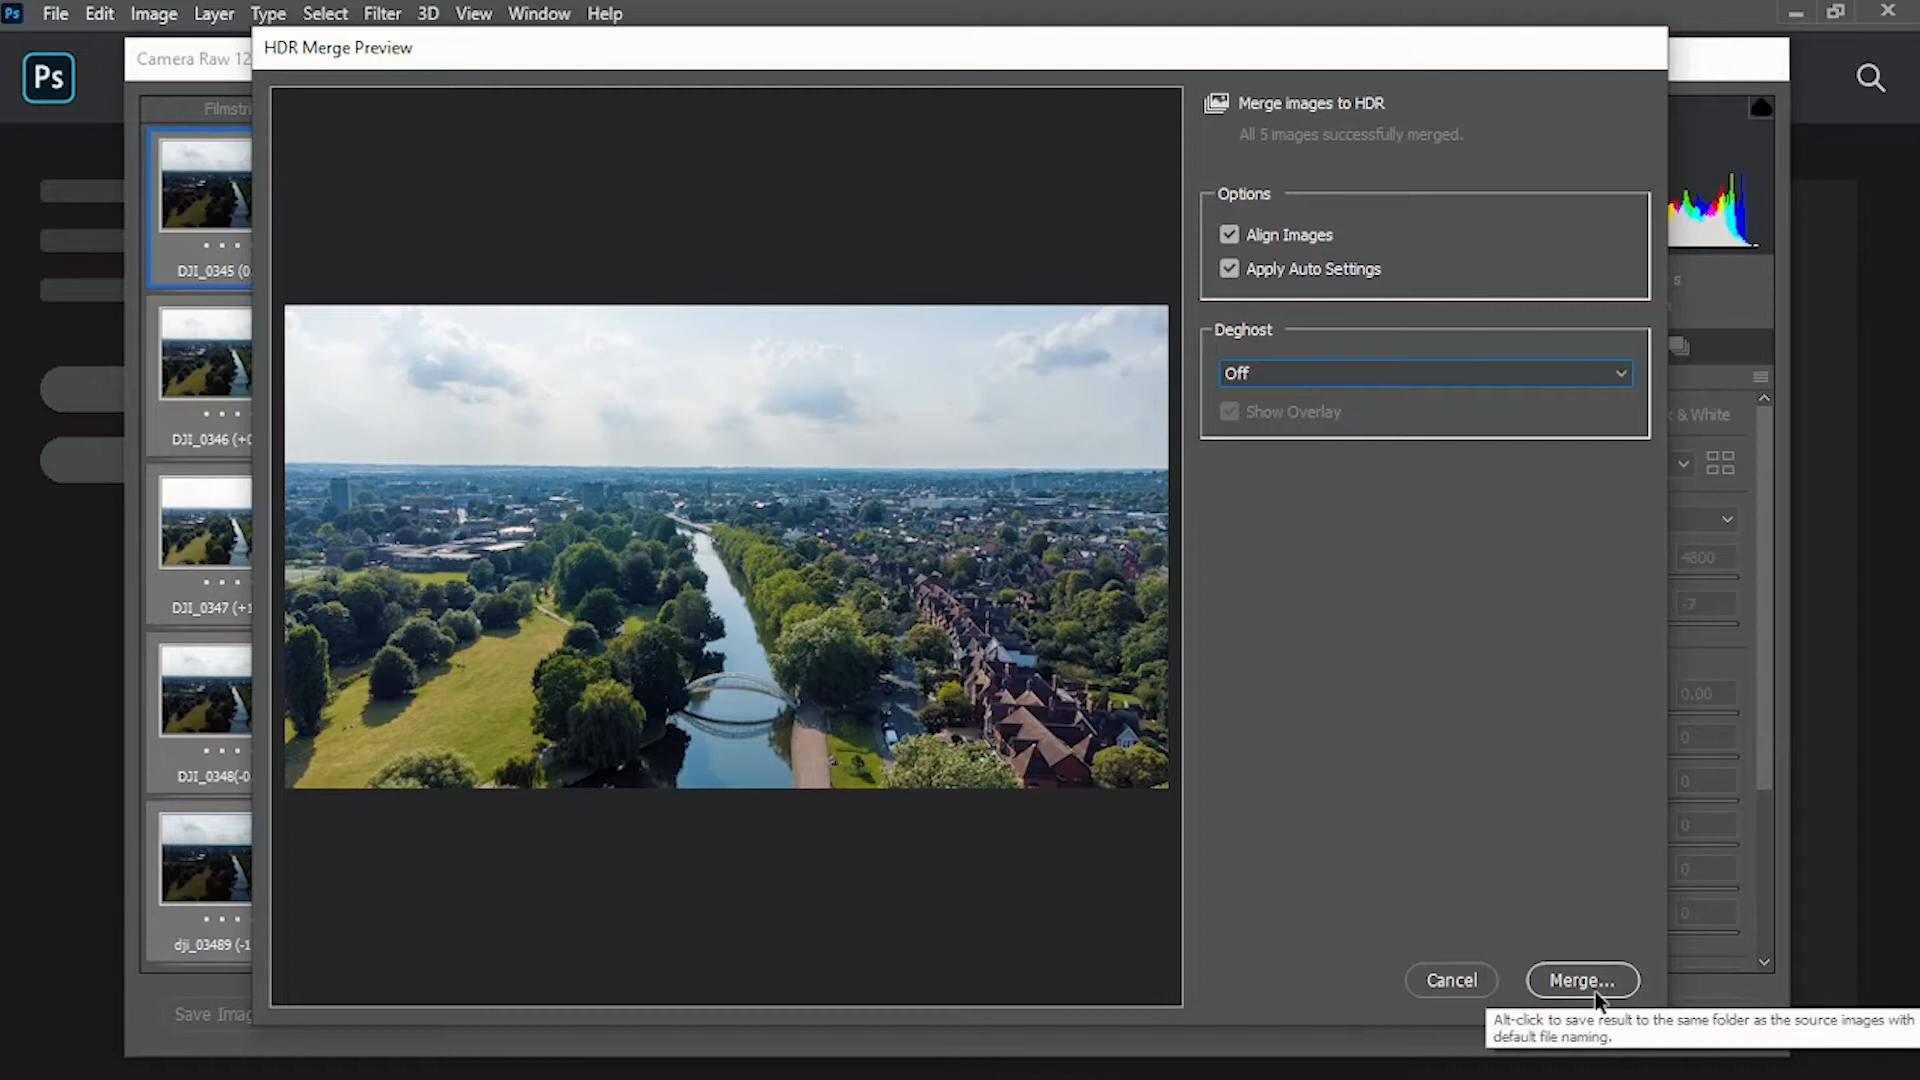 Ps File Edit Image Layer Type Select Filter 3D View Window Help
Ps
Camera Raw 12
HDR Merge Preview
Filmstri
DJI_0345 (0
DJI_0346 (+0
DJI_0347 (+1
DJI_0348(-0
dji_03489 (-1
Save Imag
Merge images to HDR
All 5 images successfully merged.
Options
Align Images
Apply Auto Settings
Deghost
Off
Show Overlay
Cancel
Merge...
Alt-click to save result to the same folder as the source images with
default file naming.
s
k & White
4800
-7
0.00
0
0
0
0
0